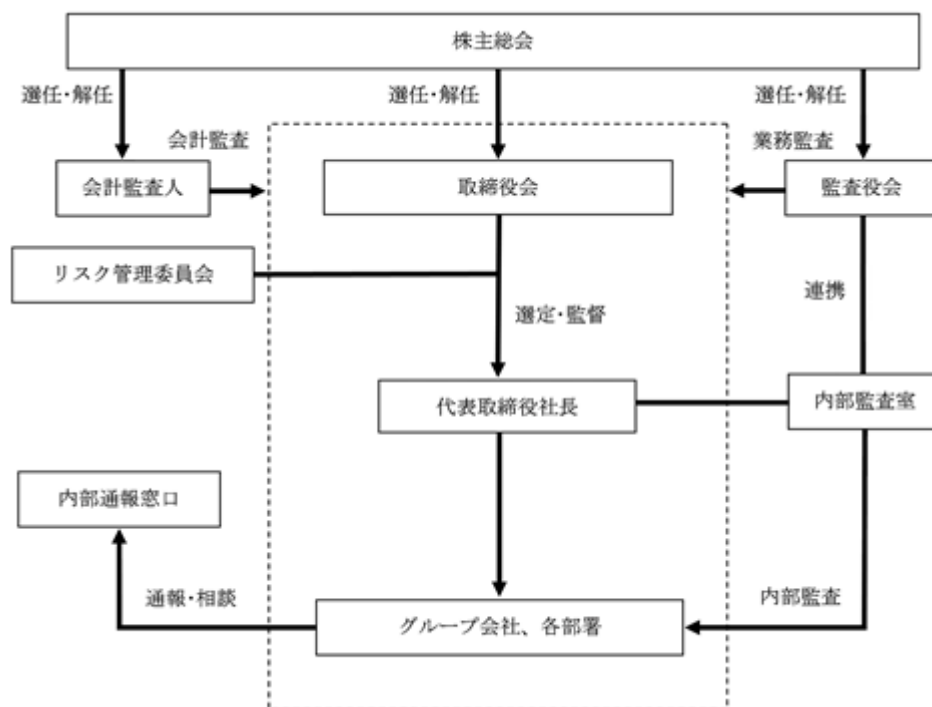 株主総会
選任・解任
選任・解任
選任・解任
会計監査
業務監査
会計監査人
取締役会
監査役会
リスク管理委員会
連携
選定・監督
代表取締役社長
内部監査室
内部通報窓口
通報・相談
内部監査
グループ会社、各部署